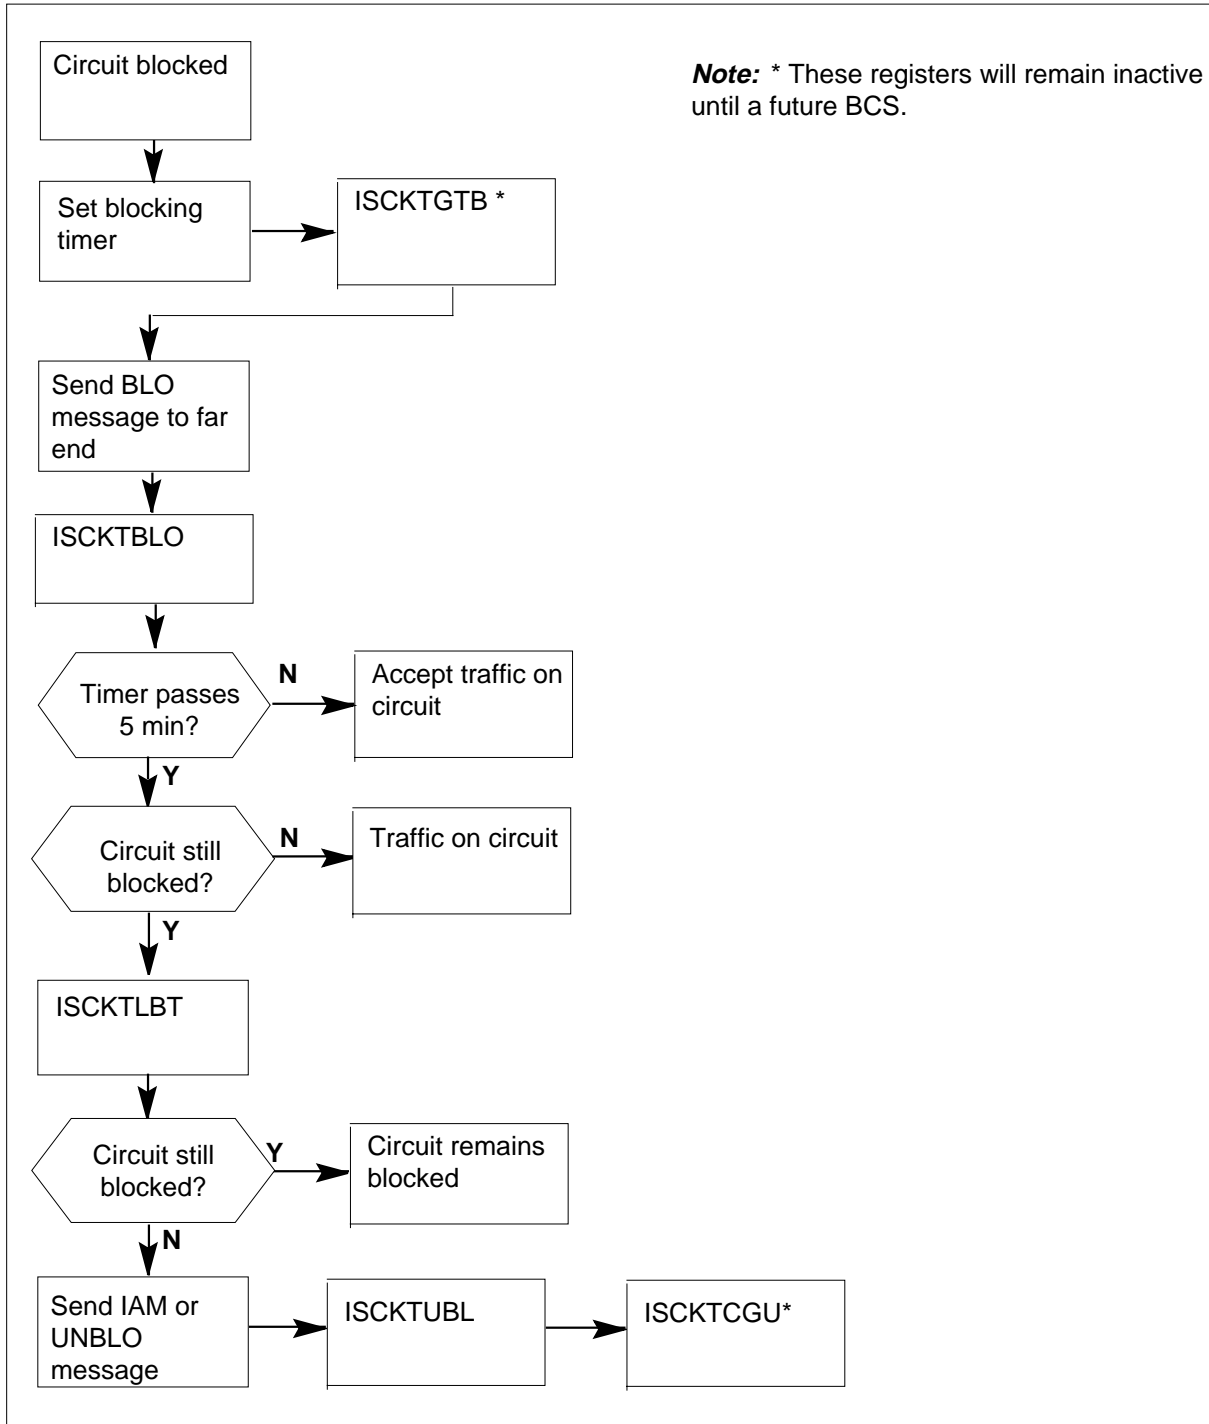 Circuit blocked
Note: * These registers will remain inactive
until a future BCS.
Set blocking
timer
ISCKTGTB *
Send BLO
message to far
end
ISCKTBLO
Timer passes
5 min?
N
Accept traffic on
circuit
Y
Circuit still
blocked?
N
Traffic on circuit
Y
ISCKTLBT
Circuit still
blocked?
Y
Circuit remains
blocked
N
Send IAM or
UNBLO
message
ISCKTUBL
ISCKTCGU*